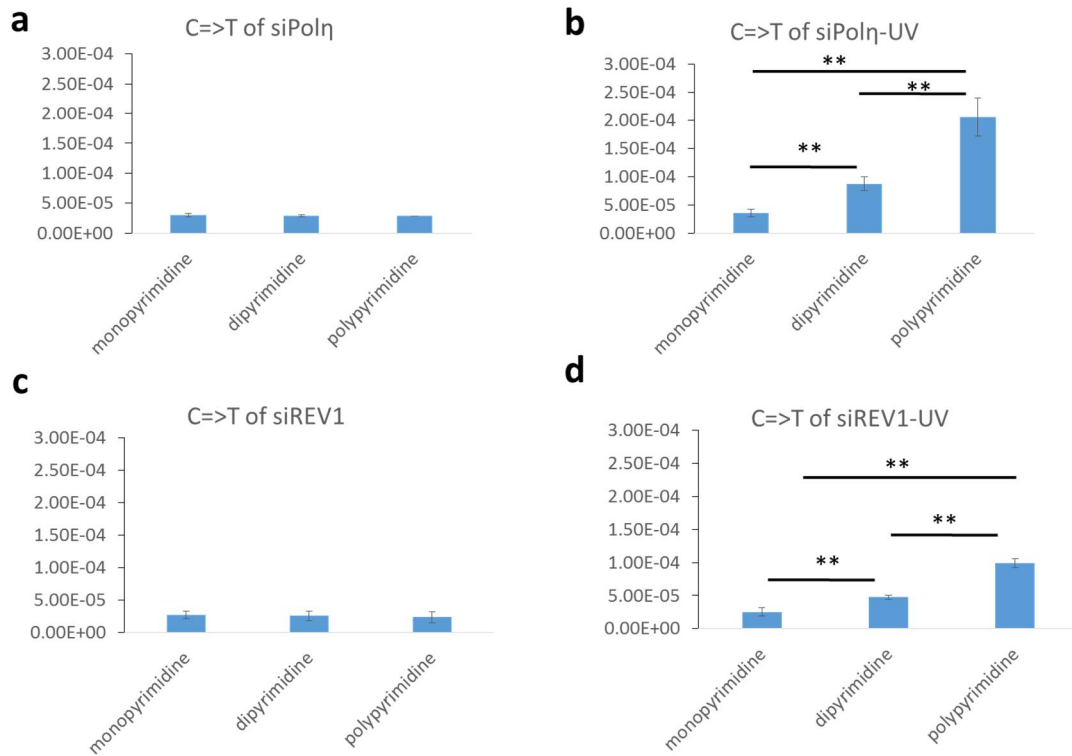 a
C=>T of siPolη
3.00E-04
2.50E-04
2.00E-04
1.50E-04
1.00E-04
5.00E-05
0.00E+00
monopyrimidine
dipyrimidine
polypyrimidine
b
C=>T of siPolη-UV
3.00E-04
2.50E-04
2.00E-04
1.50E-04
1.00E-04
5.00E-05
0.00E+00
**
**
**
monopyrimidine
dipyrimidine
polypyrimidine
c
C=>T of siREV1
3.00E-04
2.50E-04
2.00E-04
1.50E-04
1.00E-04
5.00E-05
0.00E+00
monopyrimidine
dipyrimidine
polypyrimidine
d
C=>T of siREV1-UV
3.00E-04
2.50E-04
2.00E-04
1.50E-04
1.00E-04
5.00E-05
0.00E+00
**
**
**
monopyrimidine
dipyrimidine
polypyrimidine